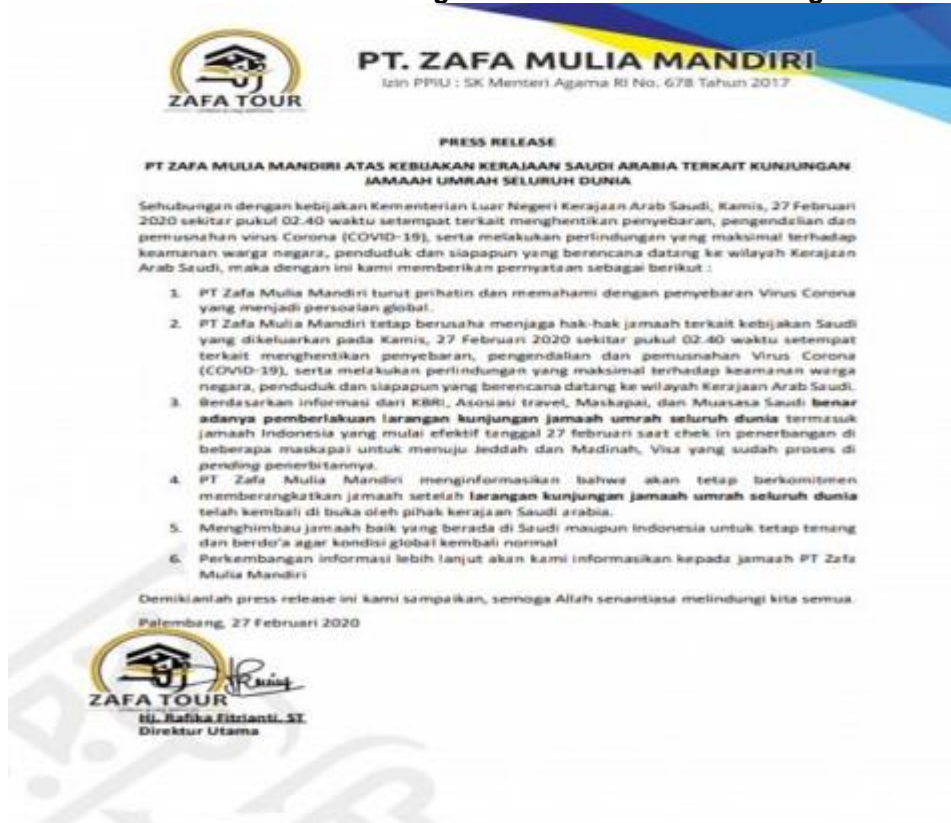 ZAFA TOUR
PT. ZAFA MULIA MANDIRI
Izin PPIU : SK Menteri Agama RI No. 678 Tahun 2017
PRESS RELEASE
PT ZAFA MULIA MANDIRI ATAS KEBIJAKAN KERAJAAN SAUDI ARABIA TERKAIT KUNJUNGAN
JAMAAH UMRAH SELURUH DUNIA
Sehubungan dengan kebijakan Kementerian Luar Negeri Kerajaan Arab Saudi, Kamis, 27 Februari
2020 sekitar pukul 02.40 waktu setempat terkait menghentikan penyebaran, pengendalian dan
pemusnahan virus Corona (COVID-19), serta melakukan perlindungan yang maksimal terhadap
keamanan warga negara, penduduk dan siapapun yang berencana datang ke wilayah Kerajaan
Arab Saudi, maka dengan ini kami memberikan pernyataan sebagai berikut :
1. PT Zafa Mulia Mandiri turut prihatin dan memahami dengan penyebaran Virus Corona
yang menjadi persoalan global.
2. PT Zafa Mulia Mandiri tetap berusaha menjaga hak-hak jamaah terkait kebijakan Saudi
yang dikeluarkan pada Kamis, 27 Februari 2020 sekitar pukul 02.40 waktu setempat
terkait menghentikan penyebaran, pengendalian dan pemusnahan Virus Corona
(COVID-19), serta melakukan perlindungan yang maksimal terhadap keamanan warga
negara, penduduk dan siapapun yang berencana datang ke wilayah Kerajaan Arab Saudi.
3. Berdasarkan informasi dari KBRI, Asosiasi travel, Maskapai, dan Muasasa Saudi benar
adanya pemberlakuan larangan kunjungan jamaah umrah seluruh dunia termasuk
jamaah Indonesia yang mulai efektif tanggal 27 februari saat chek in penerbangan di
beberapa maskapai untuk menuju Jeddah dan Madinah, Visa yang sudah proses di
pending penerbitannya.
4. PT Zafa Mulia Mandiri menginformasikan bahwa akan tetap berkomitmen
memberangkatkan jamaah setelah larangan kunjungan jamaah umrah seluruh dunia
telah kembali di buka oleh pihak kerajaan Saudi arabia.
5. Menghimbau jamaah baik yang berada di Saudi maupun Indonesia untuk tetap tenang
dan berdo'a agar kondisi global kembali normal
6. Perkembangan informasi lebih lanjut akan kami informasikan kepada jamaah PT Zafa
Mulia Mandiri
Demikianlah press release ini kami sampaikan, semoga Allah senantiasa melindungi kita semua.
Palembang, 27 Februari 2020
ZAFA TOUR
Hj. Rafika Fitrianti, ST
Direktur Utama